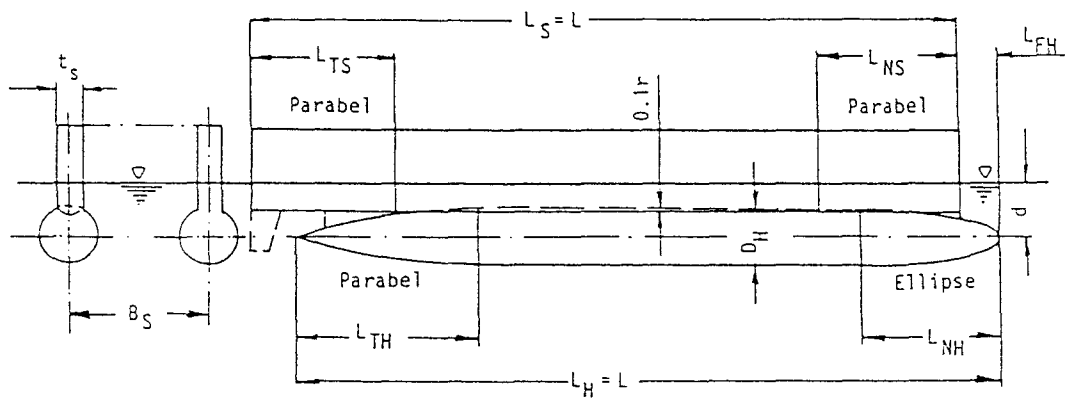 L_S = L
t_s
L_TS
L_NS
L_FH
Parabel
0.1r
Parabel
d
D_H
Parabel
Ellipse
B_S
L_TH
L_NH
L_H = L